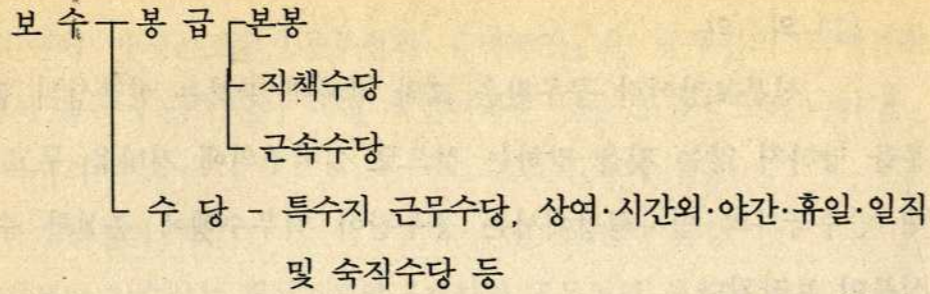 보 수 봉 급 본봉
직책수당
근속수당
수 당 - 특수지 근무수당, 상여·시간외·야간·휴일·일직
및 숙직수당 등